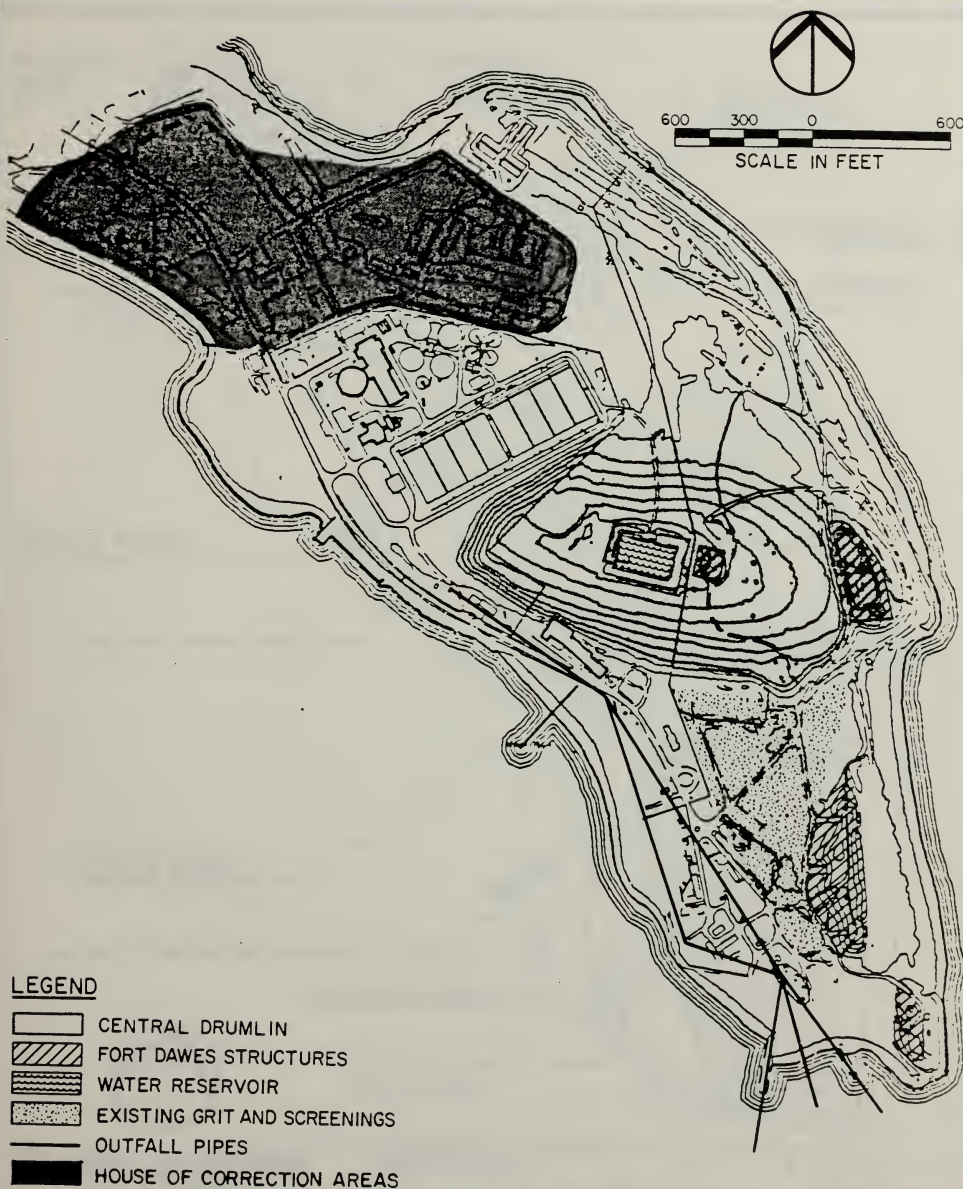 600 300 0 600
SCALE IN FEET
LEGEND
CENTRAL DRUMLIN
FORT DAWES STRUCTURES
WATER RESERVOIR
EXISTING GRIT AND SCREENINGS
OUTFALL PIPES
HOUSE OF CORRECTION AREAS